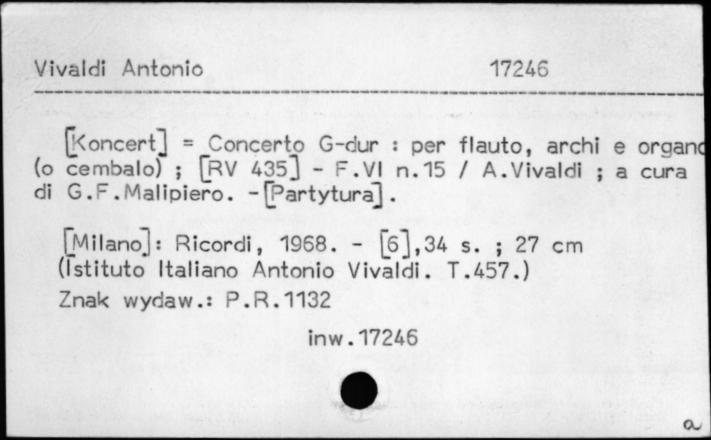 Vivaldi Antonio 17246
[Koncert] = Concerto G-dur : per flauto, archi e organo
(o cembalo) ; [RV 435] - F.VI n.15 / A.Vivaldi ; a cura
di G.F.Malipiero. -[Partytura].
[Milano]: Ricordi, 1968. - [6],34 s. ; 27 cm
(Istituto Italiano Antonio Vivaldi. T.457.)
Znak wydaw.: P.R.1132
inw.17246
a